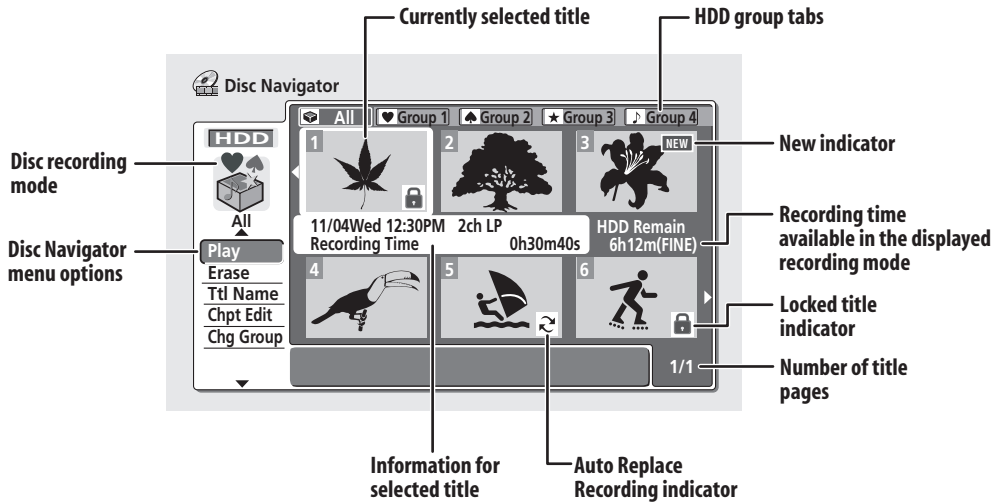 Currently selected title
HDD group tabs
Disc Navigator
All
Group 1
Group 2
Group 3
Group 4
HDD
1
2
3
NEW
New indicator
Disc recording
mode
All
11/04Wed 12:30PM 2ch LP
Recording Time 0h30m40s
HDD Remain
6h12m(FINE)
Recording time
available in the displayed
recording mode
Disc Navigator
menu options
Play
Erase
Ttl Name
Chpt Edit
Chg Group
4
5
6
Locked title
indicator
1/1
Number of title
pages
Information for
selected title
Auto Replace
Recording indicator